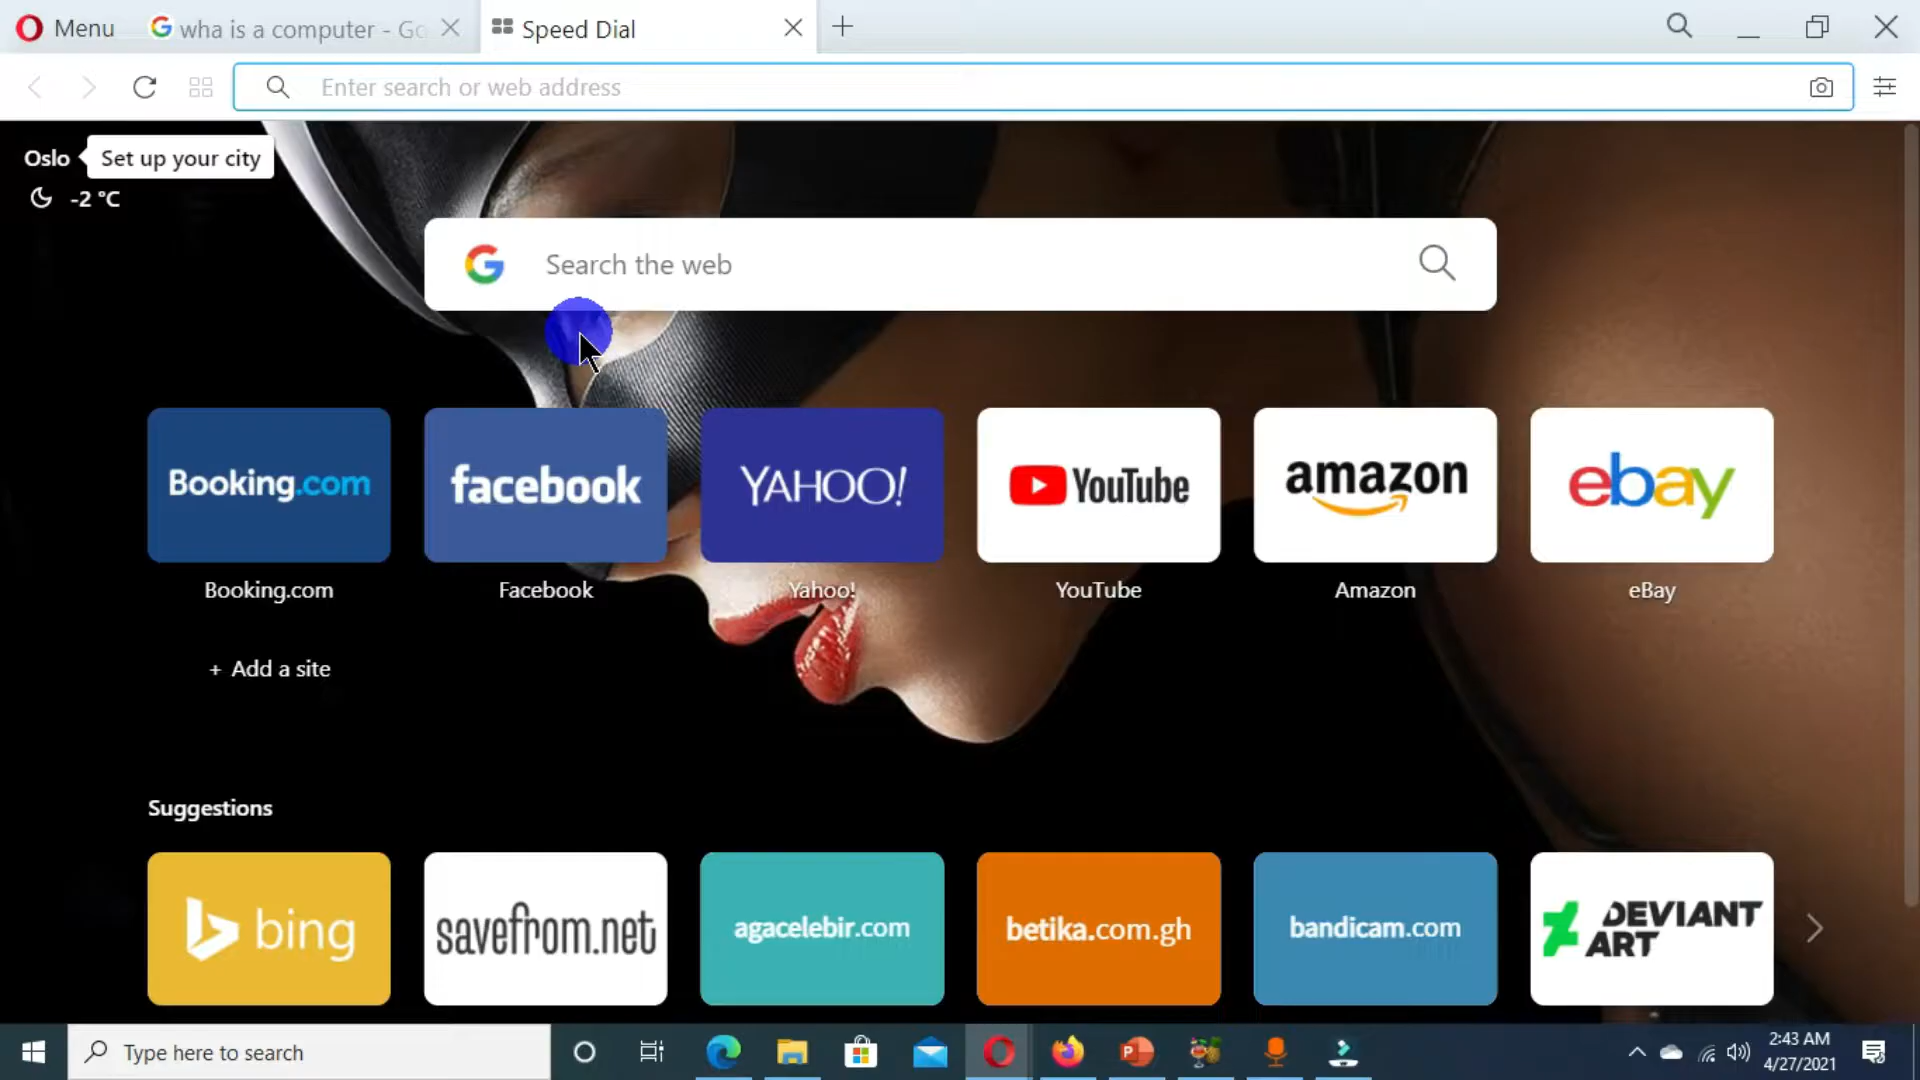 Menu
wha is a computer - Go
Speed Dial
Enter search or web address
Oslo
Set up your city
-2 °C
Search the web
Booking.com
facebook
YAHOO!
YouTube
amazon
ebay
Booking.com
Facebook
Yahoo!
YouTube
Amazon
eBay
+ Add a site
Suggestions
bing
savefrom.net
agacelebir.com
betika.com.gh
bandicam.com
DEVIANT
ART
Type here to search
2:43 AM
4/27/2021